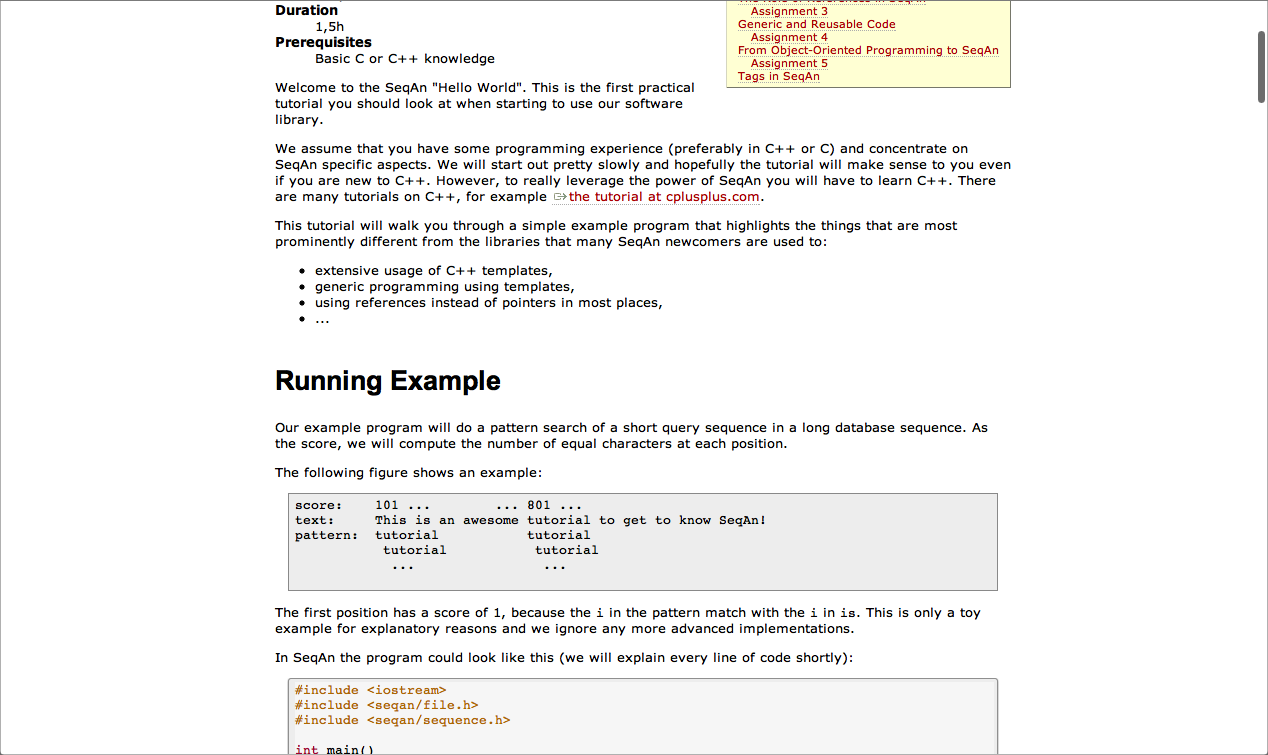 Duration
1,5h
Prerequisites
Basic C or C++ knowledge
Assignment 3
Generic and Reusable Code
Assignment 4
From Object-Oriented Programming to SeqAn
Assignment 5
Tags in SeqAn
Welcome to the SeqAn "Hello World". This is the first practical
tutorial you should look at when starting to use our software
library.
We assume that you have some programming experience (preferably in C++ or C) and concentrate on
SeqAn specific aspects. We will start out pretty slowly and hopefully the tutorial will make sense to you even
if you are new to C++. However, to really leverage the power of SeqAn you will have to learn C++. There
are many tutorials on C++, for example the tutorial at cplusplus.com.
This tutorial will walk you through a simple example program that highlights the things that are most
prominently different from the libraries that many SeqAn newcomers are used to:
• extensive usage of C++ templates,
• generic programming using templates,
• using references instead of pointers in most places,
• ...
Running Example
Our example program will do a pattern search of a short query sequence in a long database sequence. As
the score, we will compute the number of equal characters at each position.
The following figure shows an example:
score:    101 ...        ... 801 ...
text:     This is an awesome tutorial to get to know SeqAn!
pattern:  tutorial           tutorial
           tutorial           tutorial
            ...                ...
The first position has a score of 1, because the i in the pattern match with the i in is. This is only a toy
example for explanatory reasons and we ignore any more advanced implementations.
In SeqAn the program could look like this (we will explain every line of code shortly):
#include <iostream>
#include <seqan/file.h>
#include <seqan/sequence.h>
int main()